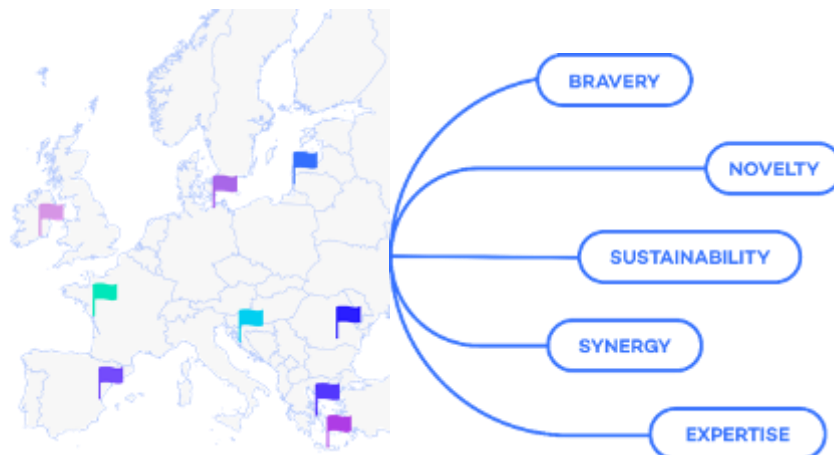 BRAVERY
NOVELTY
SUSTAINABILITY
SYNERGY
EXPERTISE